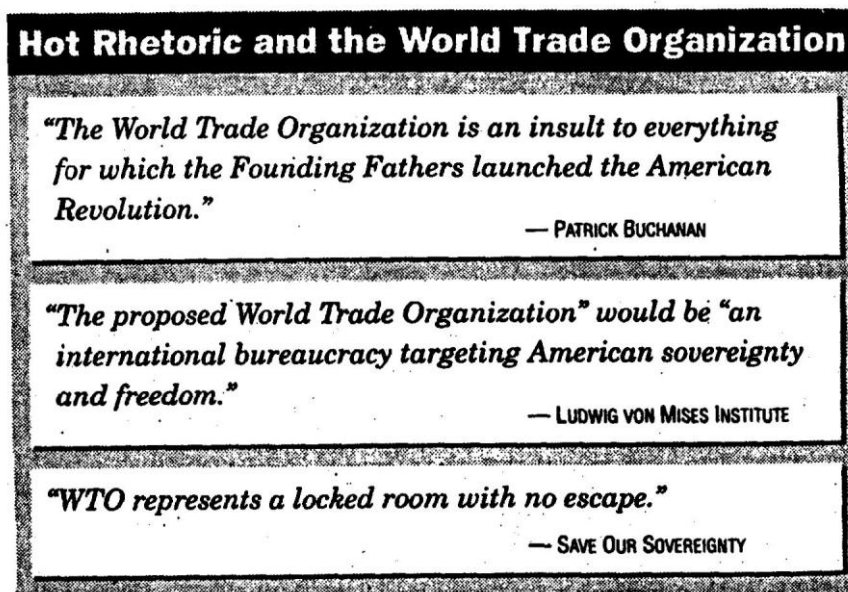 Hot Rhetoric and the World Trade Organization
“The World Trade Organization is an insult to everything
for which the Founding Fathers launched the American
Revolution.”
— PATRICK BUCHANAN
“The proposed World Trade Organization” would be “an
international bureaucracy targeting American sovereignty
and freedom.”
— LUDWIG VON MISES INSTITUTE
“WTO represents a locked room with no escape.”
— SAVE OUR SOVEREIGNTY